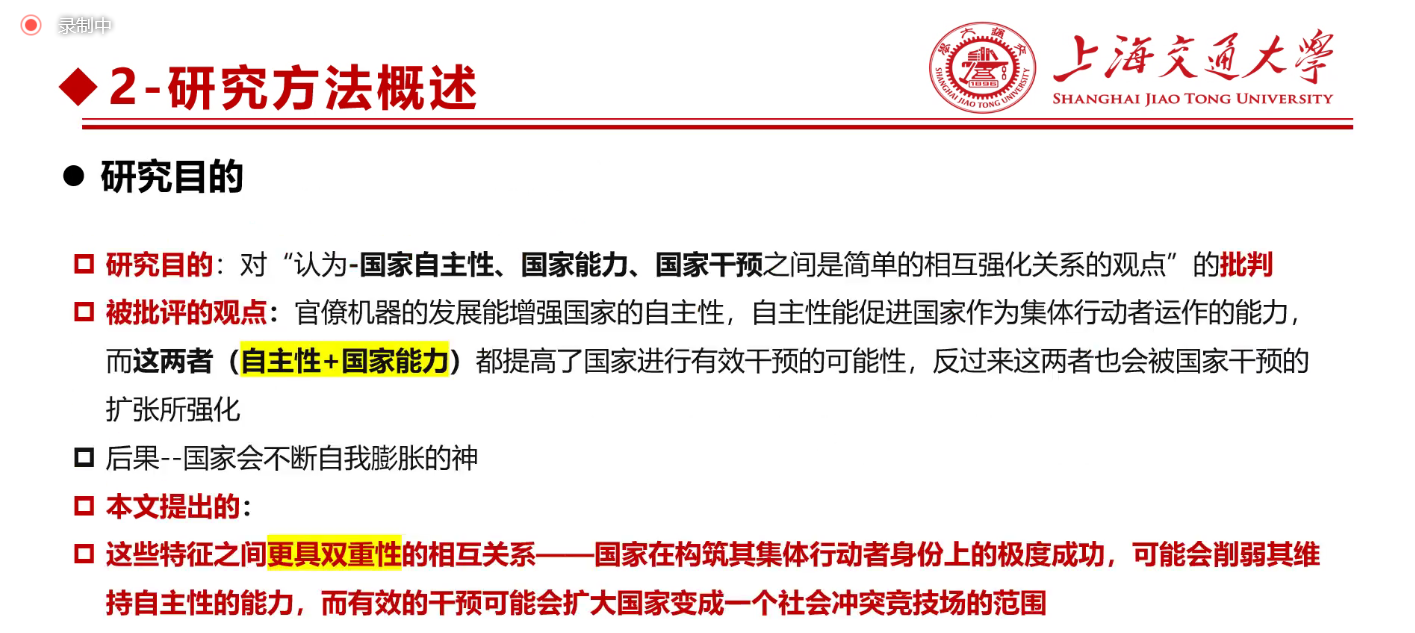 录制中
上海交通大学
SHANGHAI JIAO TONG UNIVERSITY
1896
SHANGHAI JIAO TONG UNIVERSITY
2-研究方法概述
研究目的
研究目的：对“认为-国家自主性、国家能力、国家干预之间是简单的相互强化关系的观点”的批判
被批评的观点：官僚机器的发展能增强国家的自主性，自主性能促进国家作为集体行动者运作的能力，
而这两者（自主性+国家能力）都提高了国家进行有效干预的可能性，反过来这两者也会被国家干预的
扩张所强化
后果--国家会不断自我膨胀的神
本文提出的：
这些特征之间更具双重性的相互关系——国家在构筑其集体行动者身份上的极度成功，可能会削弱其维
持自主性的能力，而有效的干预可能会扩大国家变成一个社会冲突竞技场的范围